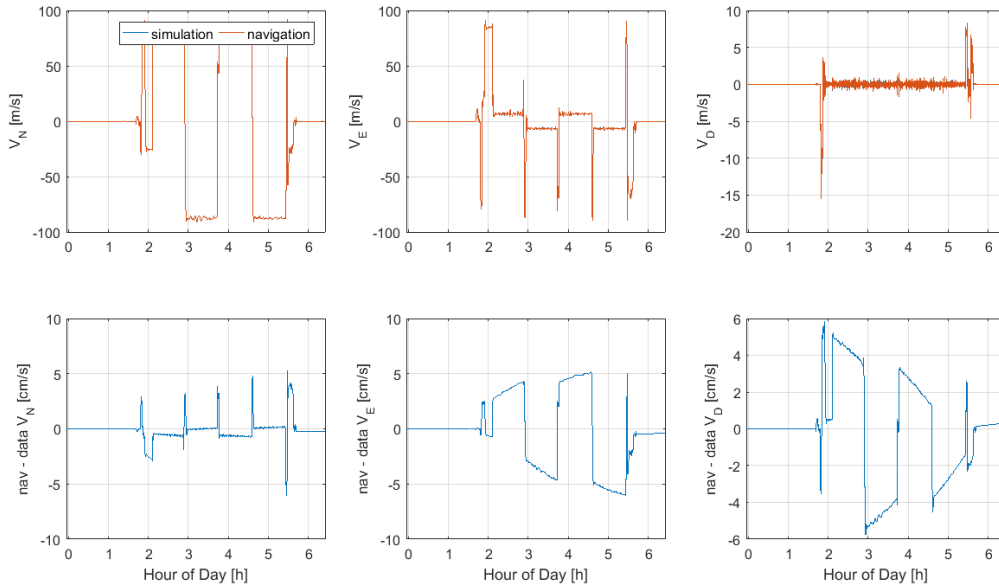 100
50
0
-50
-100
V_N [m/s]
0 1 2 3 4 5 6
simulation navigation
100
50
0
-50
-100
V_E [m/s]
0 1 2 3 4 5 6
10
5
0
-5
-10
-15
-20
V_D [m/s]
0 1 2 3 4 5 6
10
5
0
-5
-10
nav - data V_N [cm/s]
0 1 2 3 4 5 6
Hour of Day [h]
10
5
0
-5
-10
nav - data V_E [cm/s]
0 1 2 3 4 5 6
Hour of Day [h]
6
4
2
0
-2
-4
-6
nav - data V_D [cm/s]
0 1 2 3 4 5 6
Hour of Day [h]